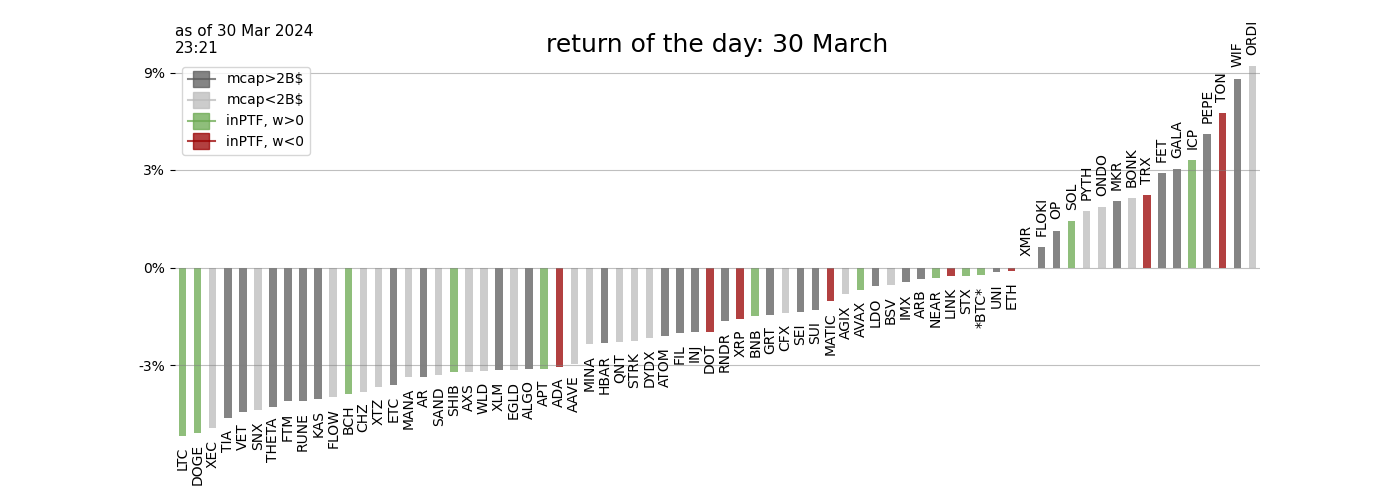 as of 30 Mar 2024
23:21
return of the day: 30 March
mcap>2B$
mcap<2B$
inPTF, w>0
inPTF, w<0
9%
3%
0%
-3%
LTC
DOGE
XEC
TIA
VET
SNX
THETA
FTM
RUNE
KAS
FLOW
BCH
CHZ
XTZ
ETC
MANA
AR
SAND
SHIB
AXS
WLD
XLM
EGLD
ALGO
APT
ADA
AAVE
MINA
HBAR
QNT
STRK
DYDX
ATOM
FIL
INJ
DOT
RNDR
XRP
BNB
GRT
CFX
SEI
SUI
MATIC
AGIX
AVAX
LDO
BSV
IMX
ARB
NEAR
LINK
STX
*BTC*
UNI
ETH
XMR
FLOKI
OP
SOL
PYTH
ONDO
MKR
BONK
TRX
FET
GALA
ICP
PEPE
TON
WIF
ORDI